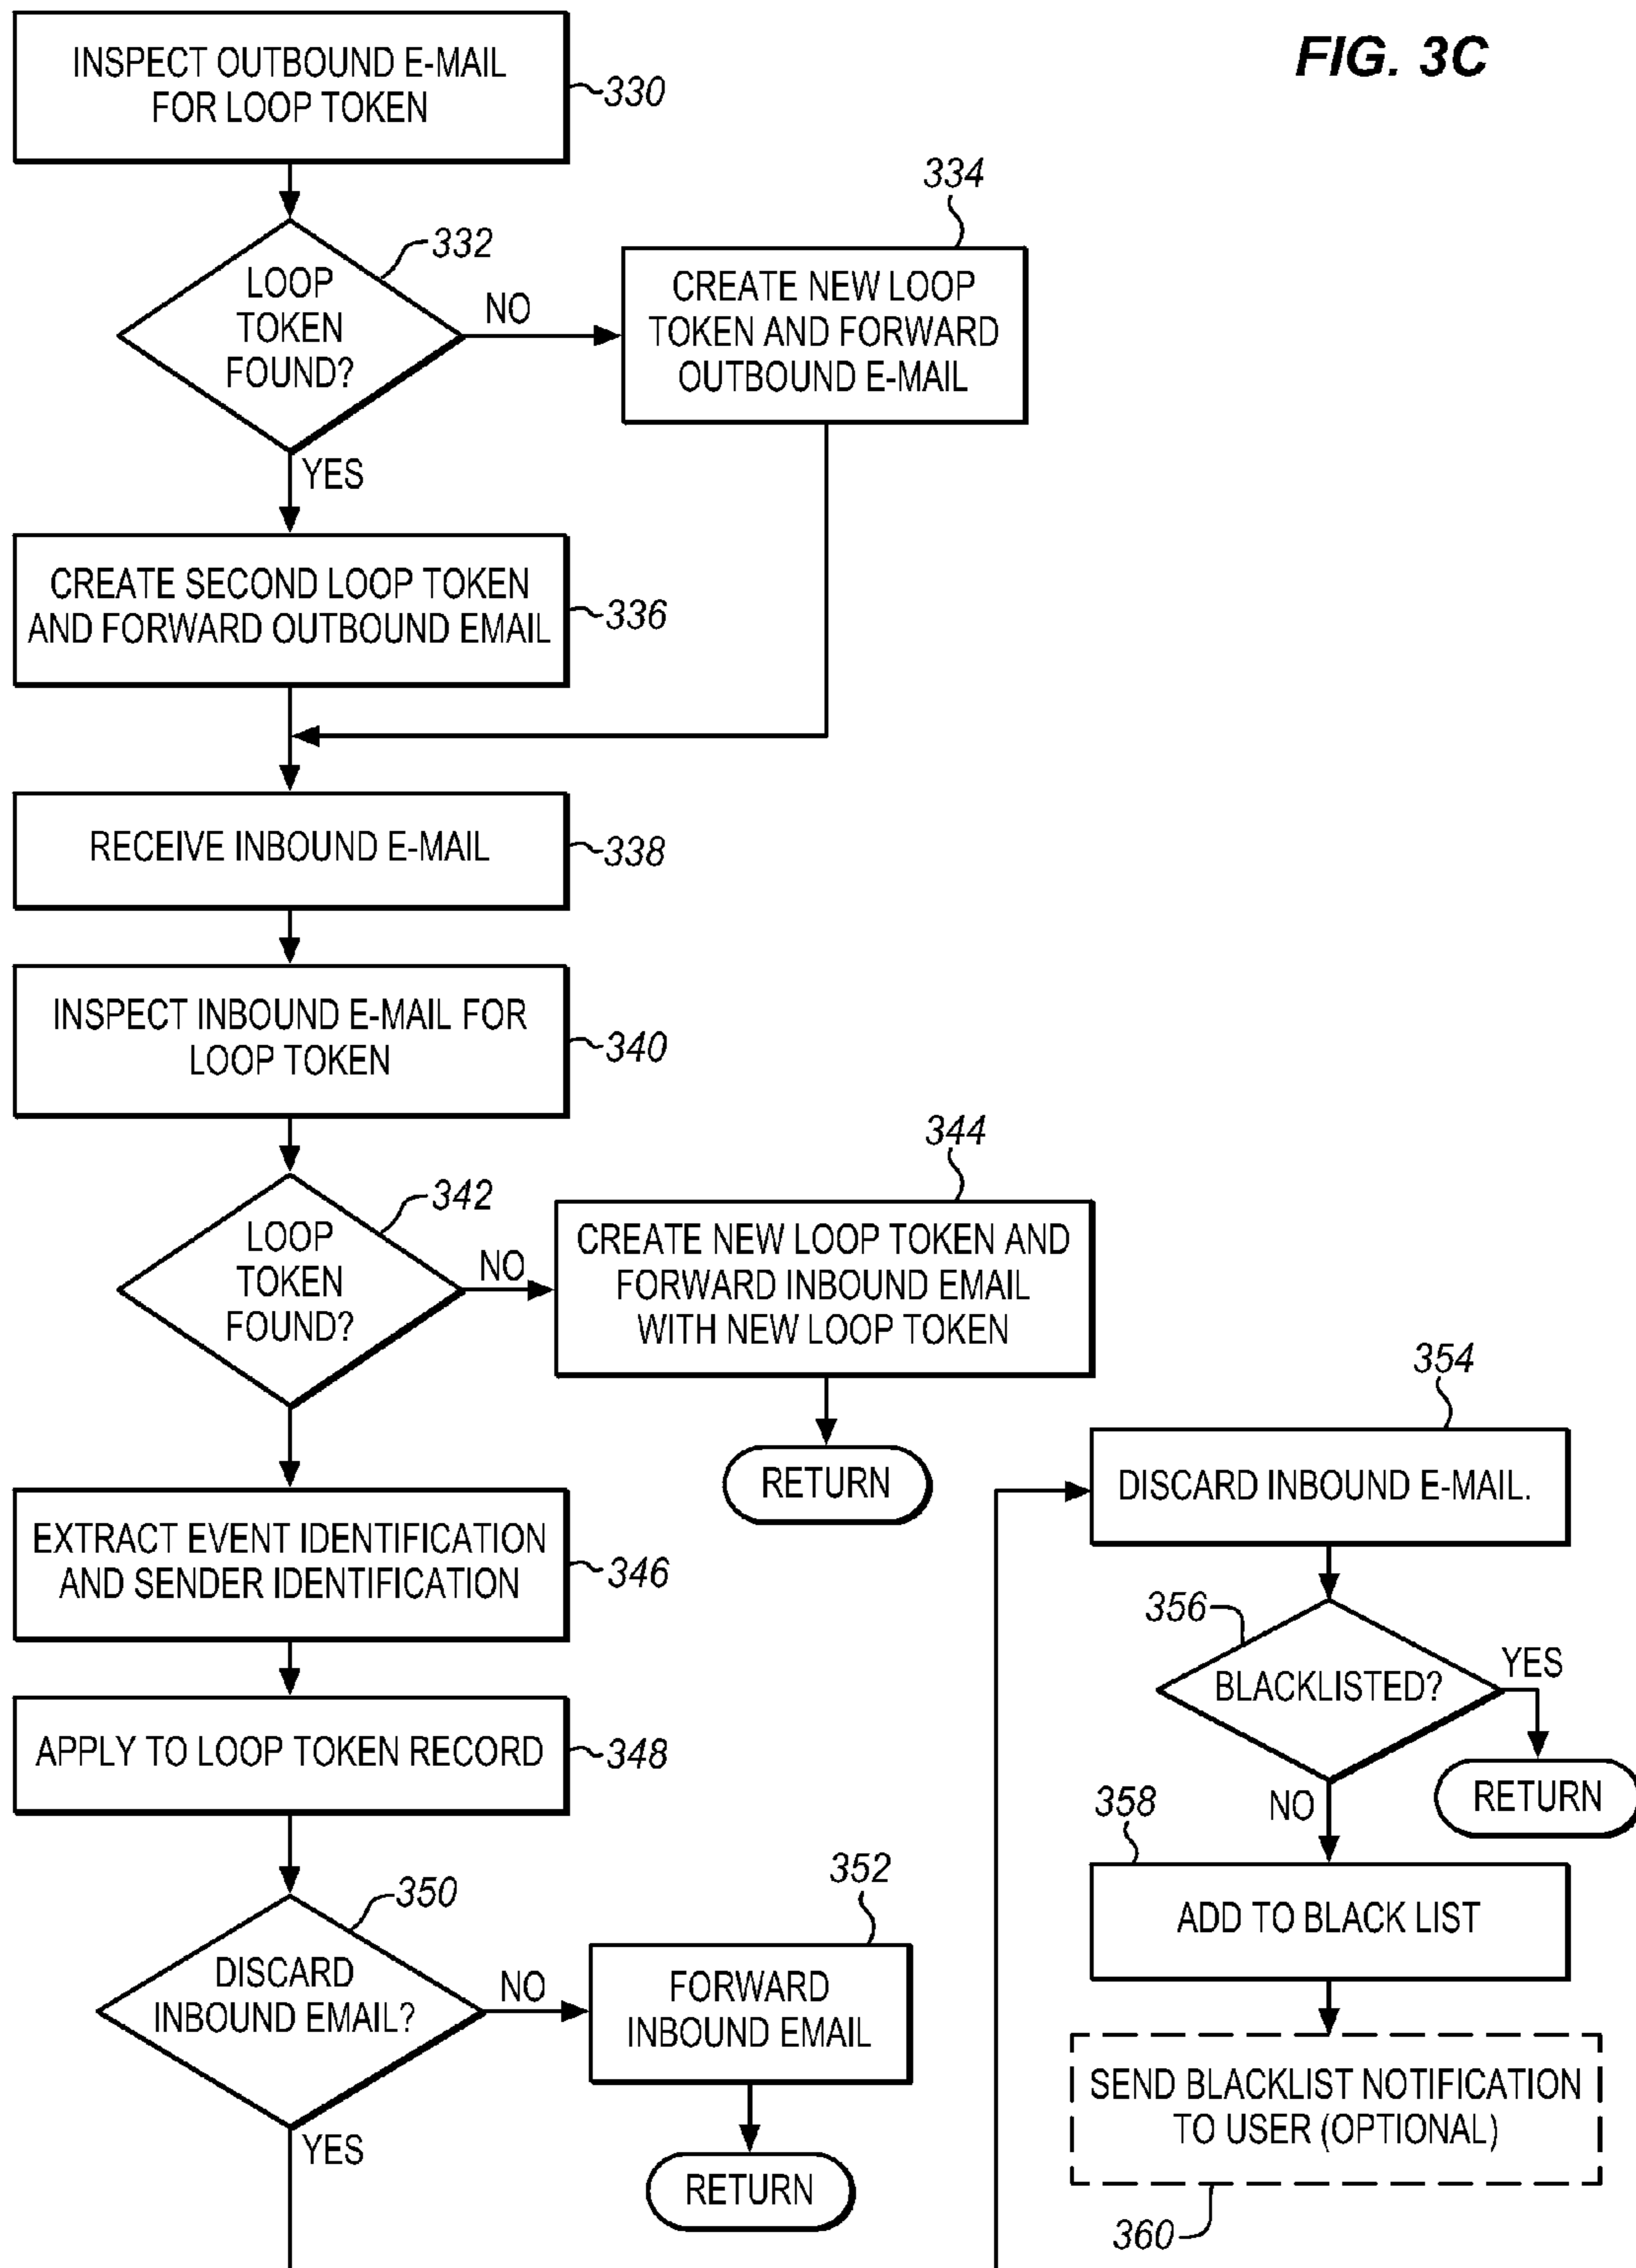 FIG. 3C
INSPECT OUTBOUND E-MAIL
FOR LOOP TOKEN
330
332
LOOP
TOKEN
FOUND?
NO
YES
334
CREATE NEW LOOP
TOKEN AND FORWARD
OUTBOUND E-MAIL
CREATE SECOND LOOP TOKEN
AND FORWARD OUTBOUND EMAIL
336
RECEIVE INBOUND E-MAIL
338
INSPECT INBOUND E-MAIL FOR
LOOP TOKEN
340
342
LOOP
TOKEN
FOUND?
NO
344
CREATE NEW LOOP TOKEN AND
FORWARD INBOUND EMAIL
WITH NEW LOOP TOKEN
RETURN
EXTRACT EVENT IDENTIFICATION
AND SENDER IDENTIFICATION
346
APPLY TO LOOP TOKEN RECORD
348
350
DISCARD
INBOUND EMAIL?
NO
YES
352
FORWARD
INBOUND EMAIL
RETURN
354
DISCARD INBOUND E-MAIL.
356
BLACKLISTED?
YES
RETURN
NO
358
ADD TO BLACK LIST
SEND BLACKLIST NOTIFICATION
TO USER (OPTIONAL)
360